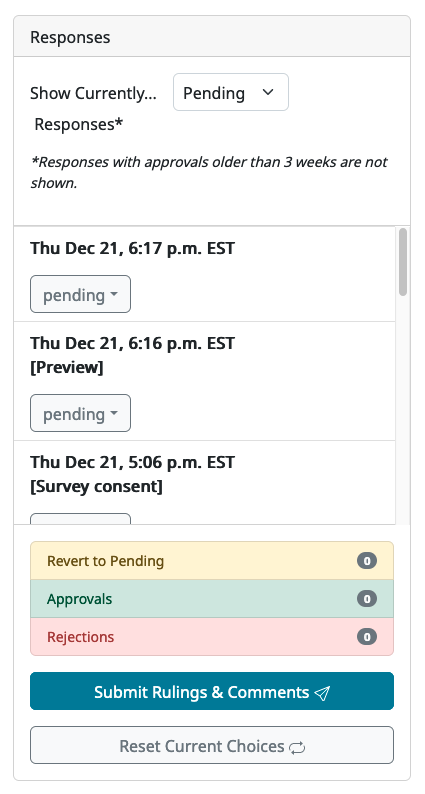 Responses
Show Currently... Pending
Responses*
*Responses with approvals older than 3 weeks are not
shown.
Thu Dec 21, 6:17 p.m. EST
pending
Thu Dec 21, 6:16 p.m. EST
[Preview]
pending
Thu Dec 21, 5:06 p.m. EST
[Survey consent]
Revert to Pending 0
Approvals 0
Rejections 0
Submit Rulings & Comments
Reset Current Choices